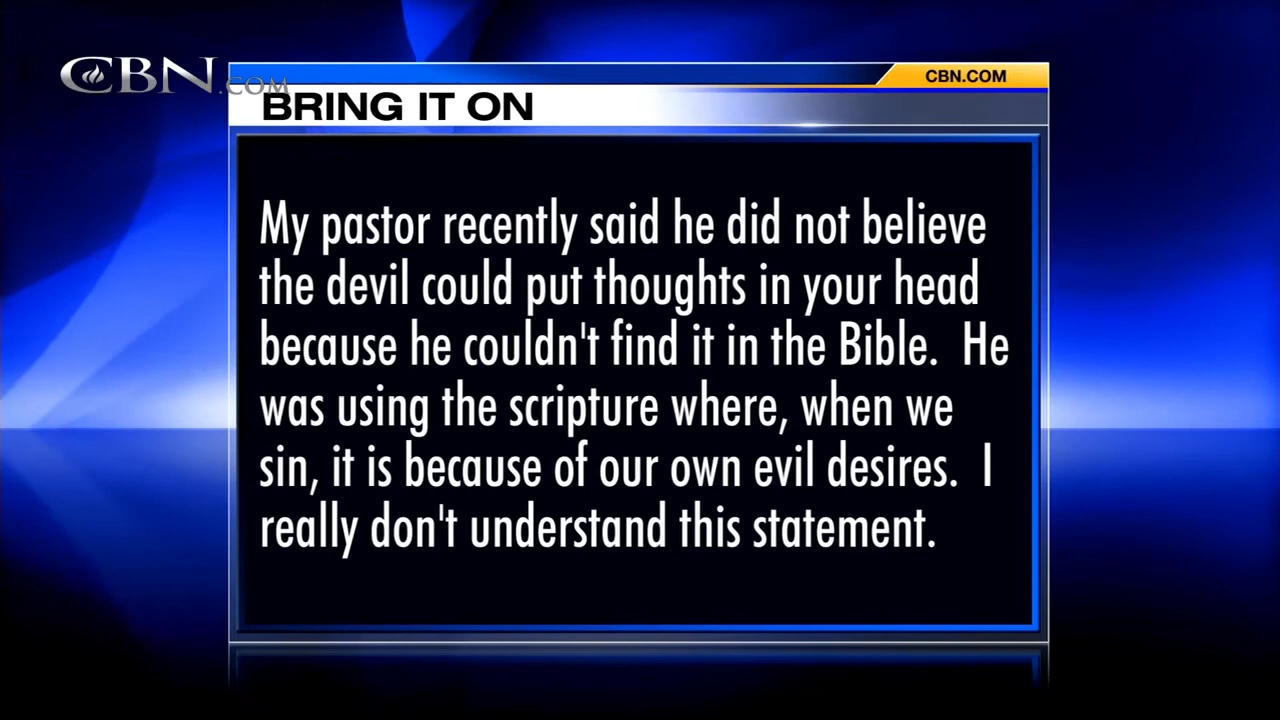 CBN.COM
CBN.COM
BRING IT ON
My pastor recently said he did not believe
the devil could put thoughts in your head
because he couldn't find it in the Bible.  He
was using the scripture where, when we
sin, it is because of our own evil desires.  I
really don't understand this statement.